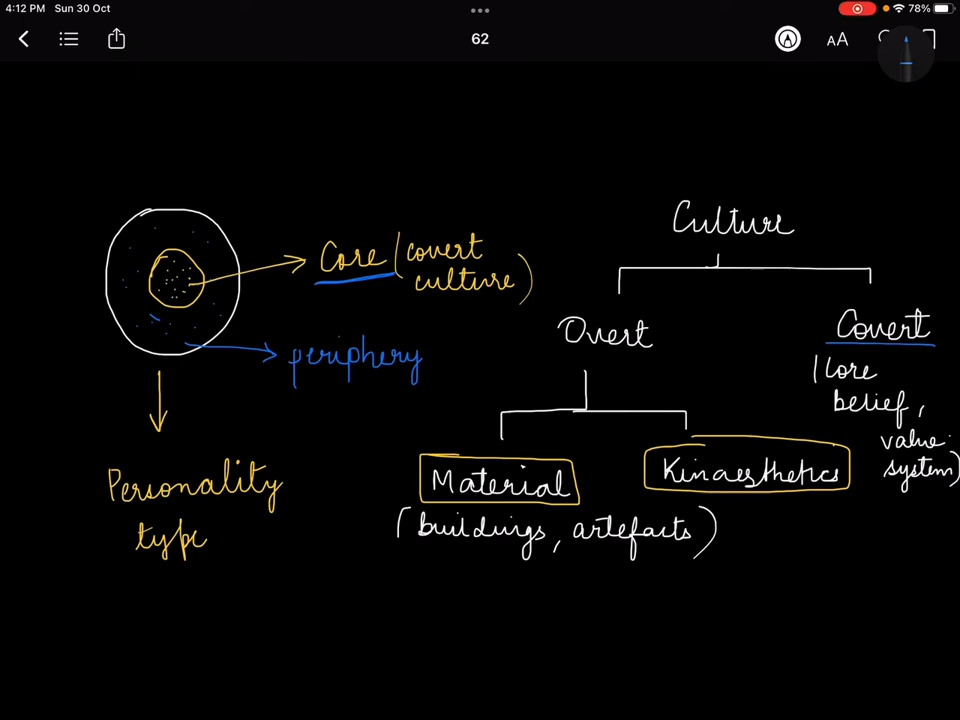 4:12 PM Sun 30 Oct
78%
62
AA
Culture
Core (covert
culture)
Overt
Covert
periphery
(core
belief,
value
system)
Personality
type
Material
Kinaesthetics
(buildings, artefacts)